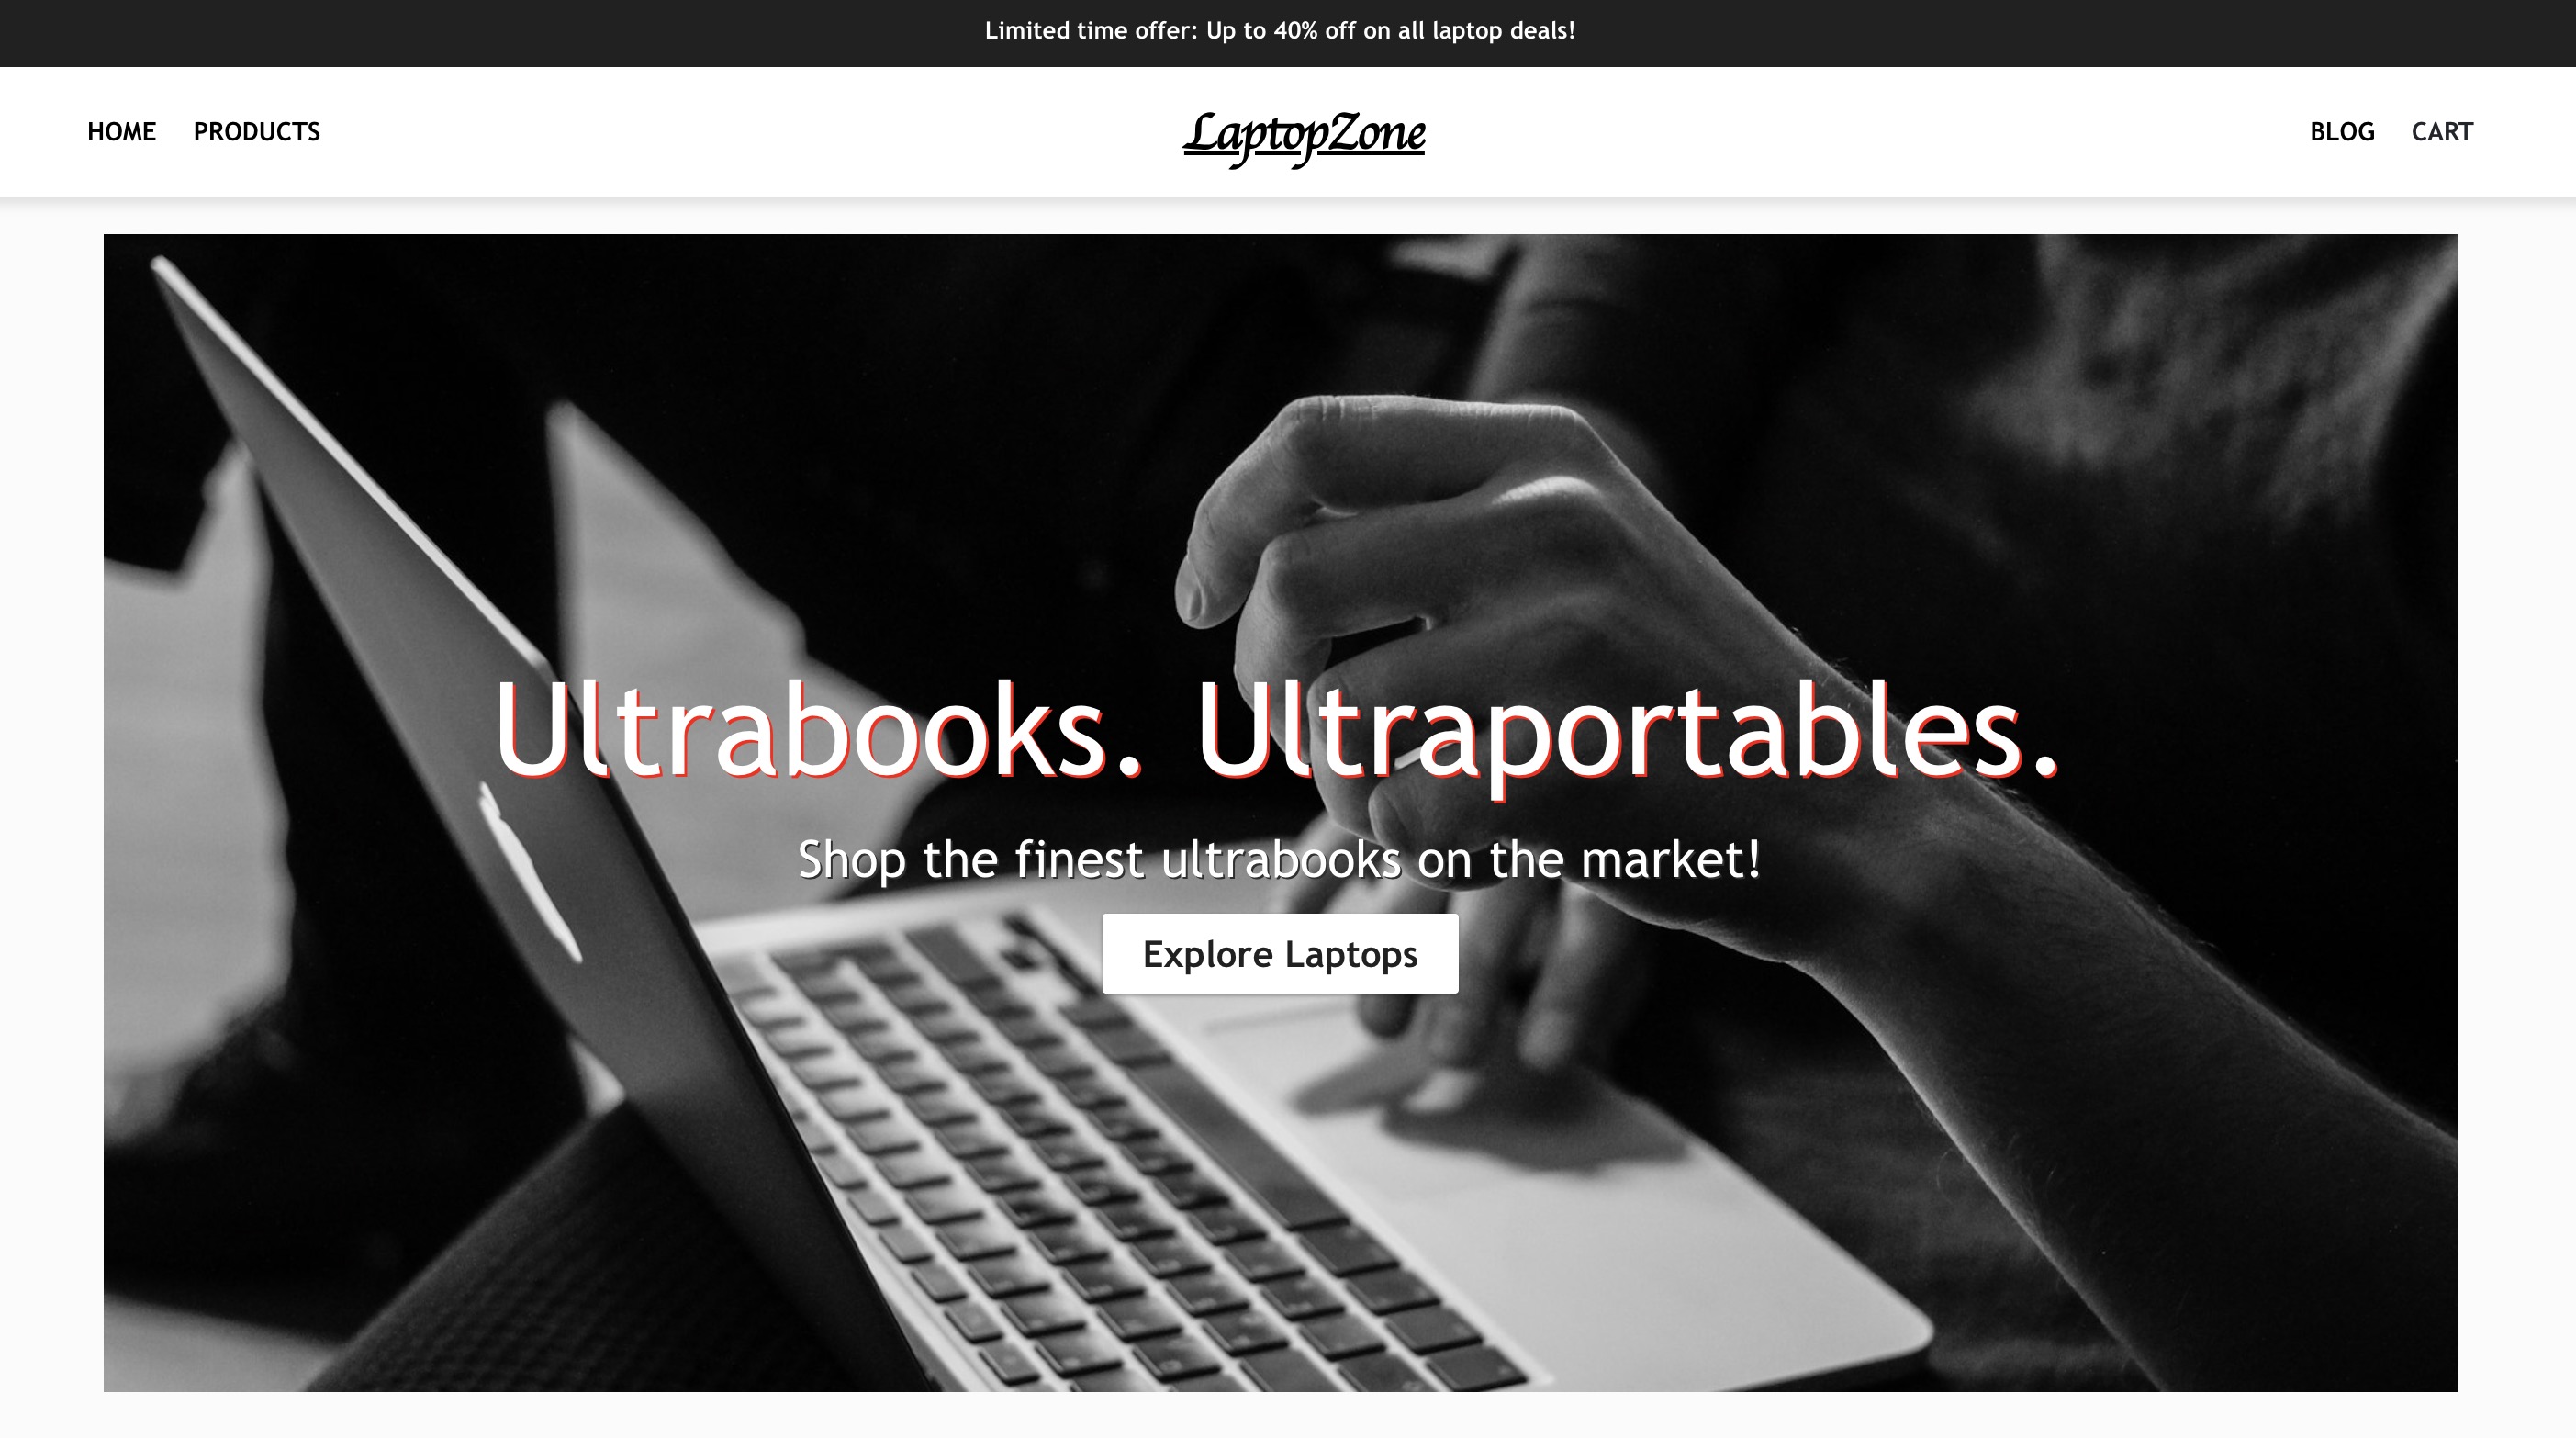 Limited time offer: Up to 40% off on all laptop deals!
HOME PRODUCTS LaptopZone BLOG CART
Ultrabooks. Ultraportables.
Shop the finest ultrabooks on the market!
Explore Laptops